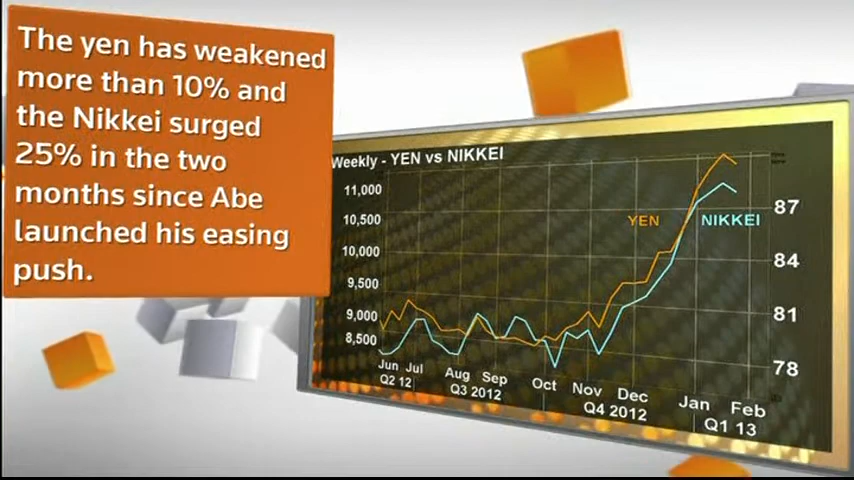 The yen has weakened
more than 10% and
the Nikkei surged
25% in the two
months since Abe
launched his easing
push.
Weekly - YEN vs NIKKEI
11,000
10,500
10,000
9,500
9,000
8,500
YEN
NIKKEI
87
84
81
78
Jun Jul Aug Sep Oct Nov Dec Jan Feb
Q2 12 Q3 2012 Q4 2012 Q1 13